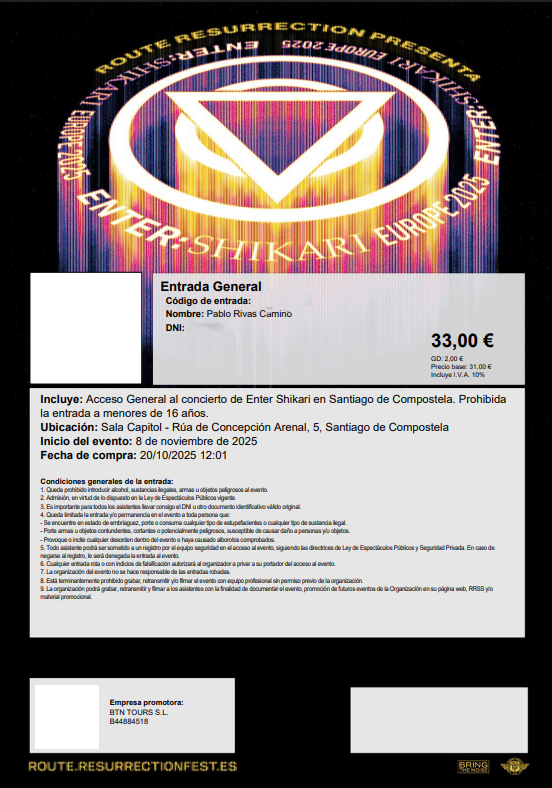 ROUTE RESURRECTION PRESENTA
ENTER:SHIKARI EUROPE 2025
ENTER:SHIKARI EUROPE 2025
ENTER:SHIKARI EUROPE 2025
Entrada General
Código de entrada:
Nombre: Pablo Rivas Camino
DNI:
33,00 €
GD: 2,00 €
Precio base: 31,00 €
Incluye I.V.A. 10%
Incluye: Acceso General al concierto de Enter Shikari en Santiago de Compostela. Prohibida
la entrada a menores de 16 años.
Ubicación: Sala Capitol - Rúa de Concepción Arenal, 5, Santiago de Compostela
Inicio del evento: 8 de noviembre de 2025
Fecha de compra: 20/10/2025 12:01
Condiciones generales de la entrada:
1. Queda prohibido introducir alcohol, sustancias ilegales, armas u objetos peligrosos al evento.
2. Admisión, en virtud de lo dispuesto en la Ley de Espectáculos Públicos vigente.
3. Es importante para todos los asistentes llevar consigo el DNI u otro documento identificativo válido original.
4. Queda limitada la entrada y/o permanencia en el evento a toda persona que:
- Se encuentre en estado de embriaguez, porte o consuma cualquier tipo de estupefacientes o cualquier tipo de sustancia ilegal.
- Porte armas u objetos contundentes, cortantes o potencialmente peligrosos, susceptible de causar daño a personas y/u objetos.
- Provoque o incite cualquier desorden dentro del evento o haya causado alborotos comprobados.
5. Todo asistente podrá ser sometido a un registro por el equipo seguridad en el acceso al evento, siguiendo las directrices de Ley de Espectáculos Públicos y Seguridad Privada. En caso de
negarse al registro, le será denegada la entrada al evento.
6. Cualquier entrada rota o con indicios de falsificación autorizará al organizador a privar a su portador del acceso al evento.
7. La organización del evento no se hace responsable de las entradas robadas.
8. Está terminantemente prohibido grabar, retransmitir y/o filmar el evento con equipo profesional sin permiso previo de la organización.
9. La organización podrá grabar, retransmitir y filmar a los asistentes con la finalidad de documentar el evento, promoción de futuros eventos de la Organización en su página web, RRSS y/o
material promocional.
Empresa promotora:
BTN TOURS S.L.
B44884518
ROUTE.RESURRECTIONFEST.ES
BRING
THE NOISE